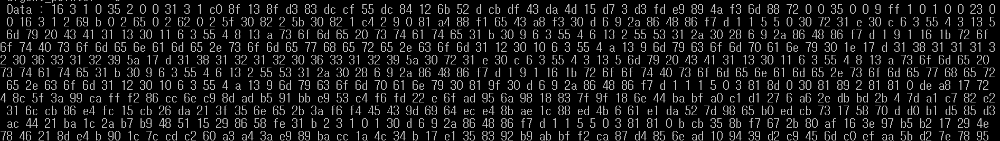 Data : 16 3 1 0 35 2 0 0 31 3 1 c0 8f 13 8f d3 83 dc cf 55 dc 84 12 6b 52 d cb df 43 da 4d 15 d7 3 d3 fd e9 89 4a f3 6d 88 72 0 0 35 0 0 9 ff 1 0 1 0 0 23 0
0 16 3 1 2 69 b 0 2 65 0 2 62 0 2 5f 30 82 2 5b 30 82 1 c4 2 9 0 81 a4 88 f1 65 43 a8 f3 30 d 6 9 2a 86 48 86 f7 d 1 1 5 5 0 30 72 31 e 30 c 6 3 55 4 3 13 5
6d 79 20 43 41 31 13 30 11 6 3 55 4 8 13 a 73 6f 6d 65 20 73 74 61 74 65 31 b 30 9 6 3 55 4 6 13 2 55 53 31 2a 30 28 6 9 2a 86 48 86 f7 d 1 9 1 16 1b 72 6f
6f 74 40 73 6f 6d 65 6e 61 6d 65 2e 73 6f 6d 65 77 68 65 72 65 2e 63 6f 6d 31 12 30 10 6 3 55 4 a 13 9 6d 79 63 6f 6d 70 61 6e 79 30 1e 17 d 31 38 31 31 31 3
2 30 36 33 31 32 39 5a 17 d 31 38 31 32 31 32 30 36 33 31 32 39 5a 30 72 31 e 30 c 6 3 55 4 3 13 5 6d 79 20 43 41 31 13 30 11 6 3 55 4 8 13 a 73 6f 6d 65 20
73 74 61 74 65 31 b 30 9 6 3 55 4 6 13 2 55 53 31 2a 30 28 6 9 2a 86 48 86 f7 d 1 9 1 16 1b 72 6f 6f 74 40 73 6f 6d 65 6e 61 6d 65 2e 73 6f 6d 65 77 68 65 72
65 2e 63 6f 6d 31 12 30 10 6 3 55 4 a 13 9 6d 79 63 6f 6d 70 61 6e 79 30 81 9f 30 d 6 9 2a 86 48 86 f7 d 1 1 1 5 0 3 81 8d 0 30 81 89 2 81 81 0 de a8 17 72
4 8c 5f 3a 99 ca ff f2 86 cc 6e c9 8d ad b5 91 bb e9 53 c4 f6 fd 22 e 6f ad 95 6a 98 18 83 7f 9f 18 6e 44 ba bf a0 c1 d1 27 6 a6 2e db bd 2b 4 7d a1 c7 82 e2
31 6c cb 86 e4 fc 15 cb 26 da 21 3f 35 6e 65 2b 3a f6 f4 45 43 9d 69 64 ec e4 8b ae 1c 88 ed 4b 6 61 e1 da 52 7d 98 65 b0 ed cb 73 17 58 70 d d0 b1 d5 85 d3
ac 44 21 ba 1c 2a b7 b9 48 51 15 29 86 58 fe 31 b 2 3 1 0 1 30 d 6 9 2a 86 48 86 f7 d 1 1 5 5 0 3 81 81 0 b cb 35 8b f7 67 2b 80 af 16 3e 97 b5 b2 17 29 4e
78 46 21 8d e4 b 90 1c 7c cd c2 60 a3 a4 3a e9 89 ba cc 1a 4c 34 b 17 e1 35 83 92 b9 ab bf f2 ca 87 d4 85 6e ad 10 94 39 d2 c9 45 6d c0 ef aa 5b d2 7e 78 95